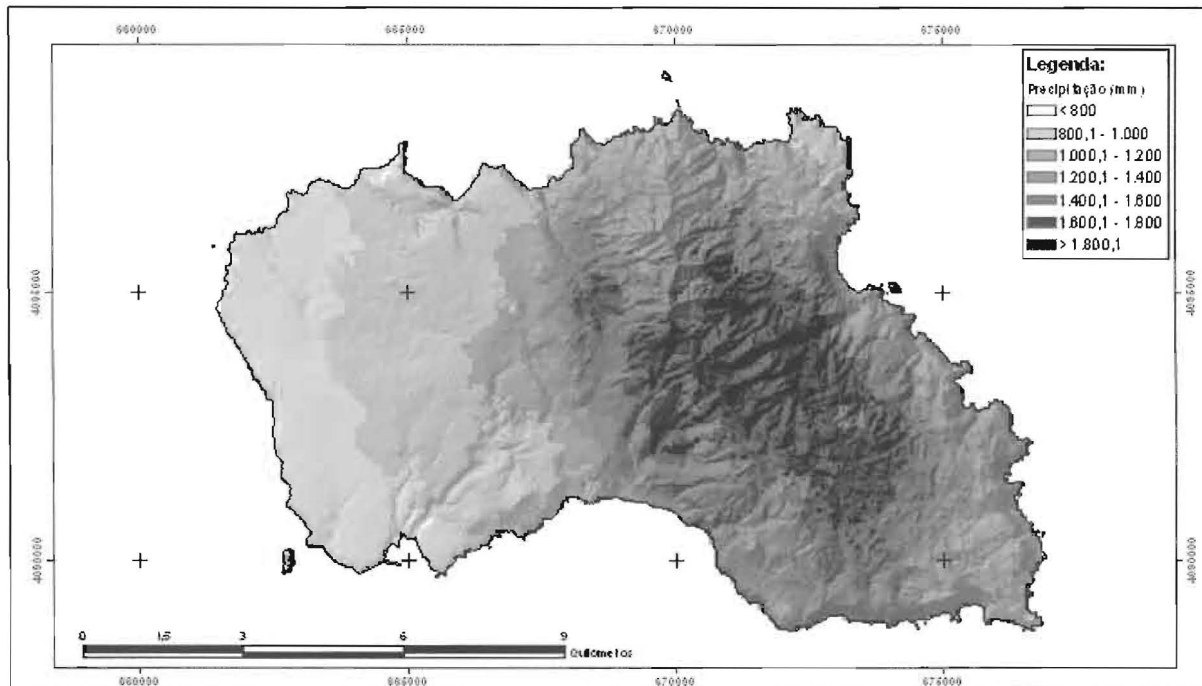 660000 665000 670000 675000
Legenda:
Precipitação (mm)
< 800
800,1 - 1.000
1.000,1 - 1.200
1.200,1 - 1.400
1.400,1 - 1.600
1.600,1 - 1.800
> 1.800,1
4095000 4095000
4090000 4090000
0 1,5 3 6 9
Quilómetros
660000 665000 670000 675000